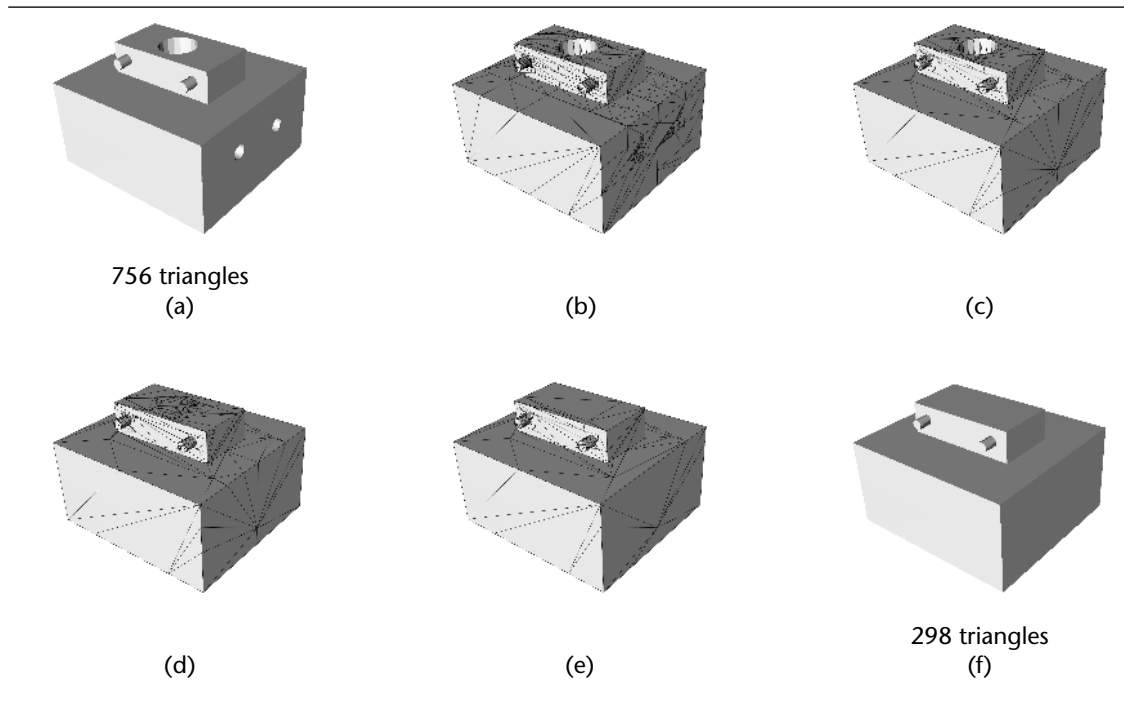 756 triangles
(a)
(b)
(c)
(d)
(e)
298 triangles
(f)